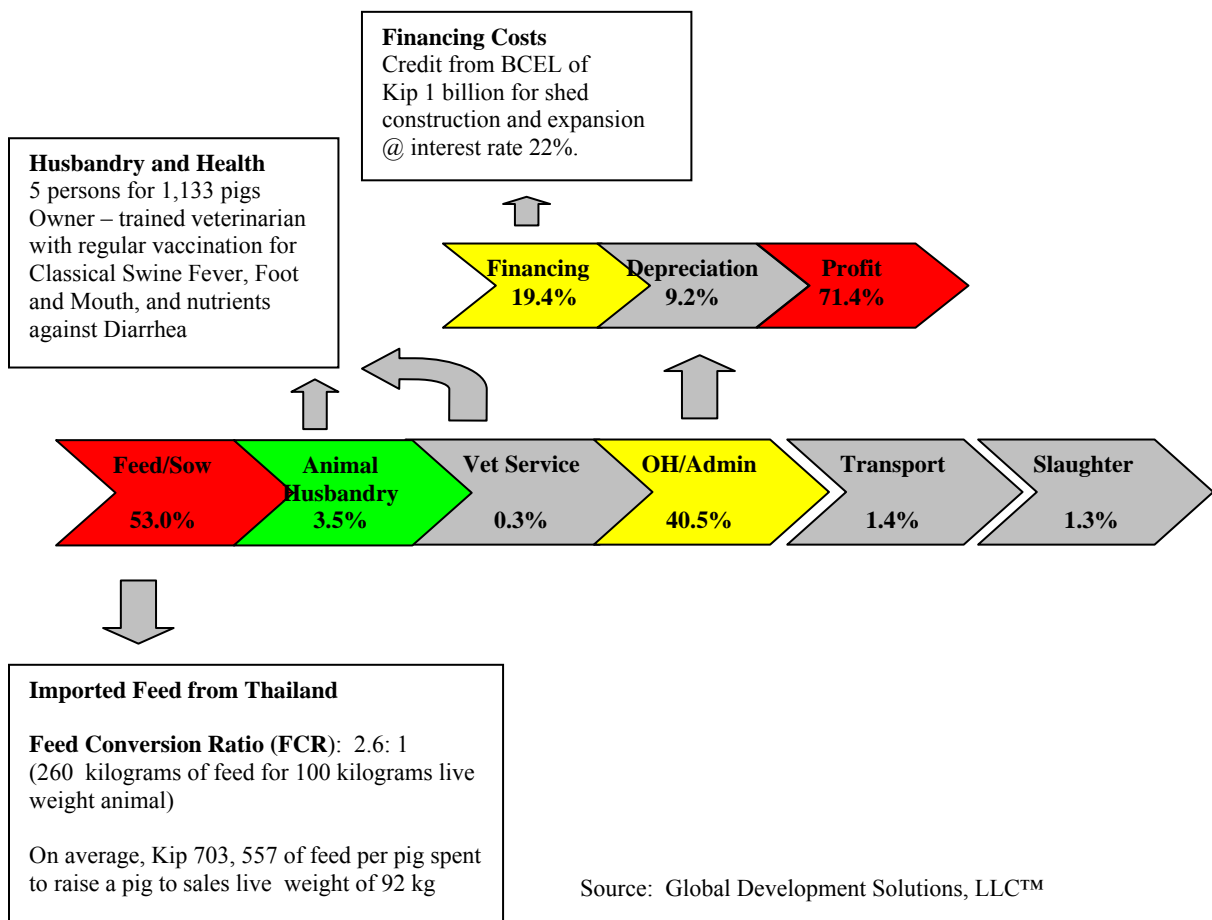 Financing Costs
Credit from BCEL of
Kip 1 billion for shed
construction and expansion
@ interest rate 22%.
Husbandry and Health
5 persons for 1,133 pigs
Owner – trained veterinarian
with regular vaccination for
Classical Swine Fever, Foot
and Mouth, and nutrients
against Diarrhea
Financing
19.4%
Depreciation
9.2%
Profit
71.4%
Feed/Sow
53.0%
Animal
Husbandry
3.5%
Vet Service
0.3%
OH/Admin
40.5%
Transport
1.4%
Slaughter
1.3%
Imported Feed from Thailand
Feed Conversion Ratio (FCR): 2.6: 1
(260 kilograms of feed for 100 kilograms live
weight animal)
On average, Kip 703, 557 of feed per pig spent
to raise a pig to sales live weight of 92 kg
Source: Global Development Solutions, LLC™